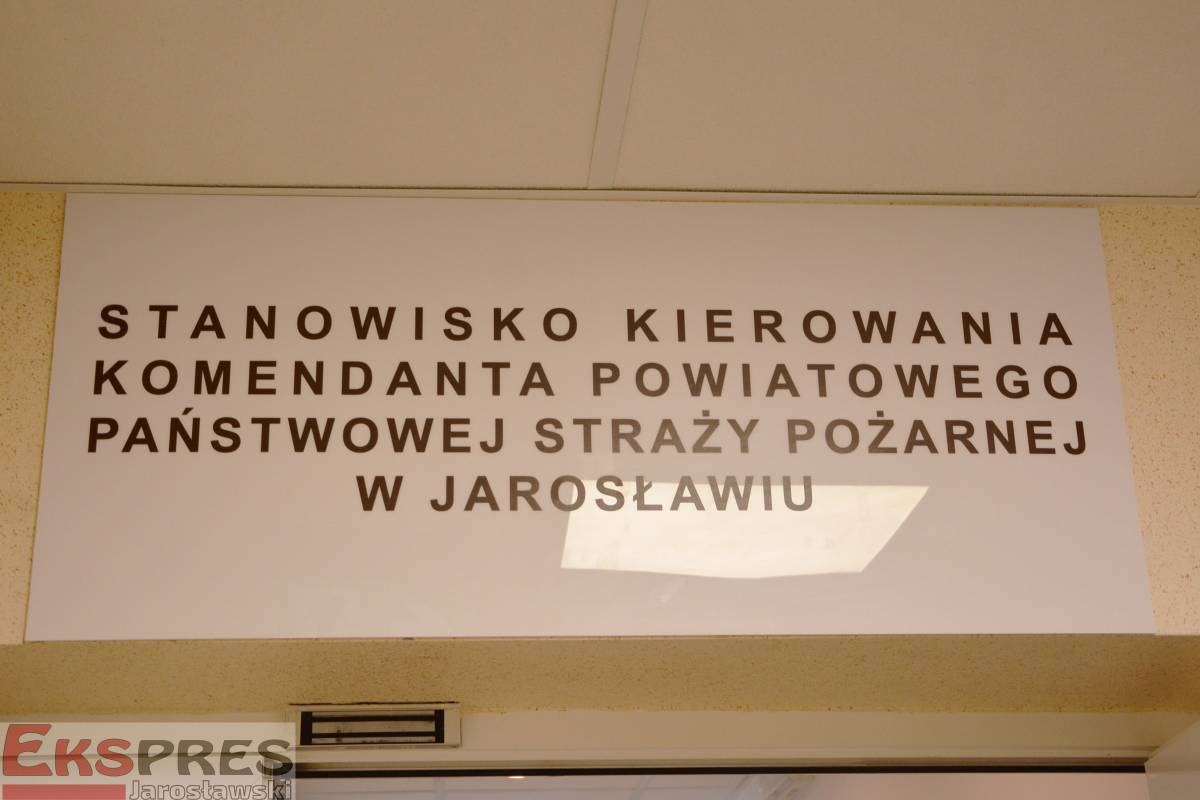 STANOWISKO KIEROWANIA
KOMENDANTA POWIATOWEGO
PAŃSTWOWEJ STRAŻY POŻARNEJ
W JAROSŁAWIU
EKSPRES
Jarosławski